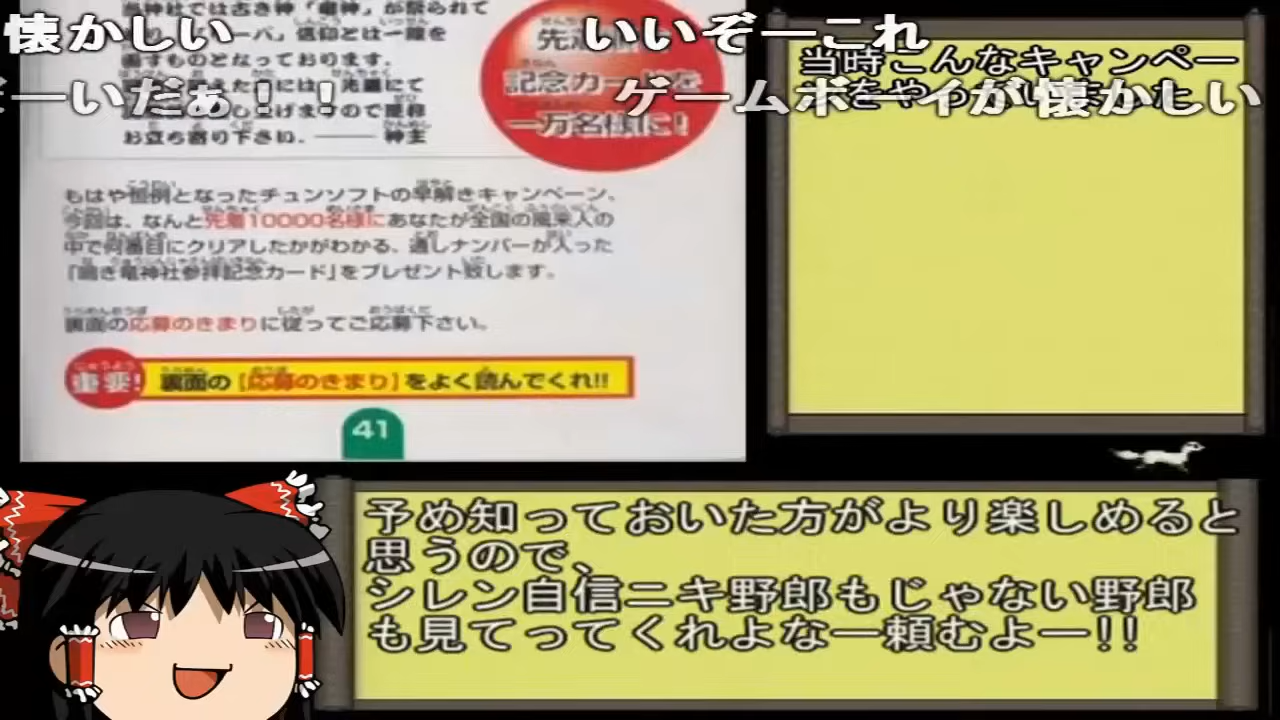 懐かしい
いいぞーこれ
ーいだぁ！！
ゲームボーイが懐かしい
当神社では古き神「竜神」が祭られて
信仰とは一線を
画すものとなっております。
お立ち寄り下さい。――― 神主
記念カードを
一万名様に!
もはや恒例となったチュンソフトの早解きキャンペーン、
今回は、なんと先着10000名様にあなたが全国の風来人の
中で何番目にクリアしたかがわかる、通しナンバーが入った
「聞き竜神社参拝記念カード」をプレゼント致します。
裏面の応募のきまりに従ってご応募下さい。
重要! 裏面の［応募のきまり］をよく読んでくれ!!
41
当時こんなキャンペー
予め知っておいた方がより楽しめると
思うので、
シレン自信ニキ野郎もじゃない野郎
も見てってくれよな一頼むよー!!